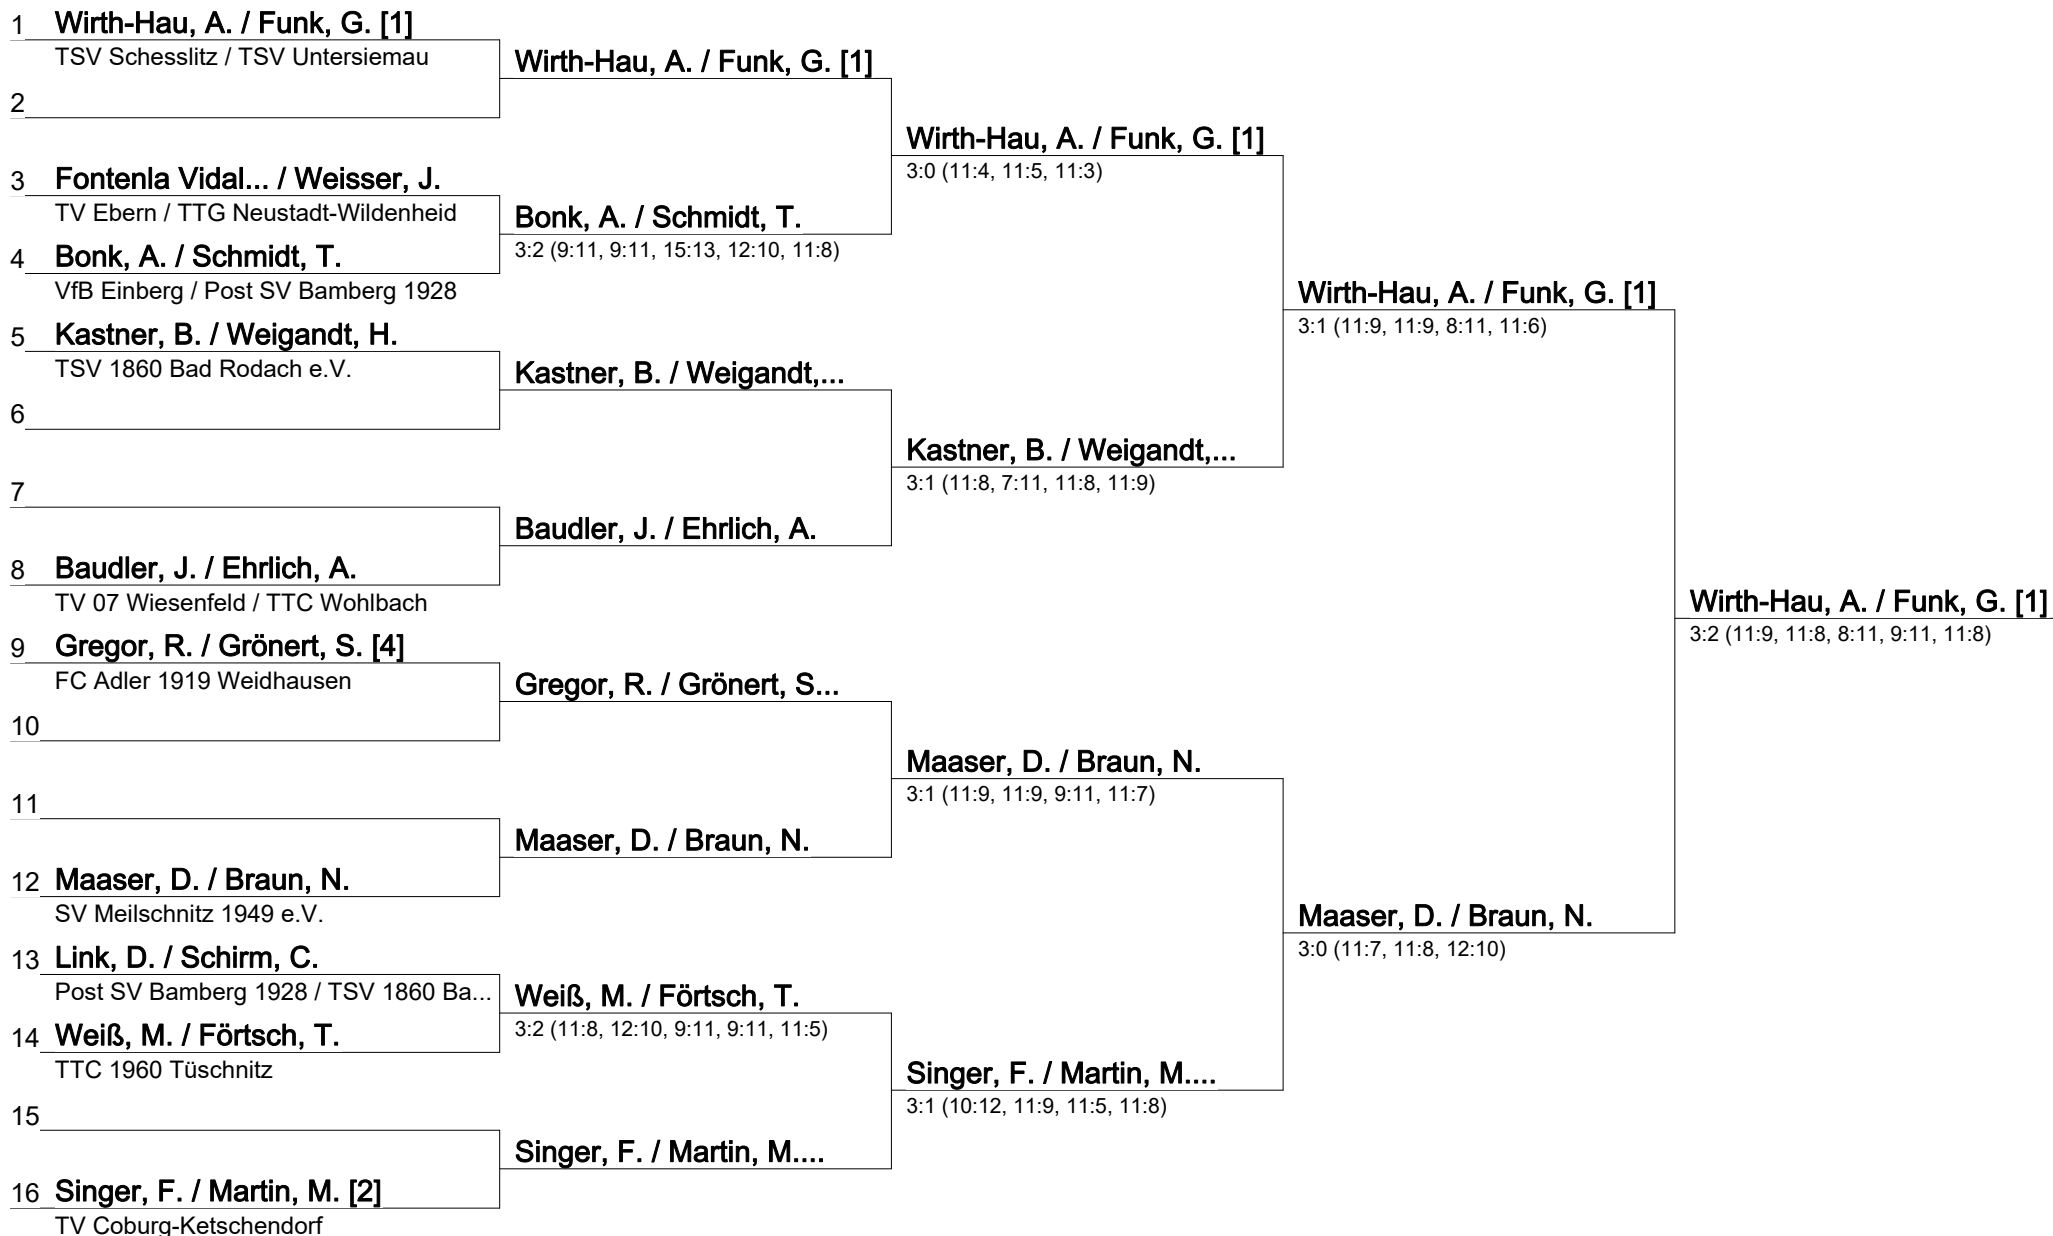 1 Wirth-Hau, A. / Funk, G. [1]
TSV Schesslitz / TSV Untersiemau
2
3 Fontenla Vidal... / Weisser, J.
TV Ebern / TTG Neustadt-Wildenheid
4 Bonk, A. / Schmidt, T.
VfB Einberg / Post SV Bamberg 1928
5 Kastner, B. / Weigandt, H.
TSV 1860 Bad Rodach e.V.
6
7
8 Baudler, J. / Ehrlich, A.
TV 07 Wiesenfeld / TTC Wohlbach
9 Gregor, R. / Grönert, S. [4]
FC Adler 1919 Weidhausen
10
11
12 Maaser, D. / Braun, N.
SV Meilschnitz 1949 e.V.
13 Link, D. / Schirm, C.
Post SV Bamberg 1928 / TSV 1860 Ba...
14 Weiß, M. / Förtsch, T.
TTC 1960 Tüschnitz
15
16 Singer, F. / Martin, M. [2]
TV Coburg-Ketschendorf
Wirth-Hau, A. / Funk, G. [1]
Bonk, A. / Schmidt, T.
3:2 (9:11, 9:11, 15:13, 12:10, 11:8)
Kastner, B. / Weigandt,...
Baudler, J. / Ehrlich, A.
Gregor, R. / Grönert, S...
Maaser, D. / Braun, N.
Weiß, M. / Förtsch, T.
3:2 (11:8, 12:10, 9:11, 9:11, 11:5)
Singer, F. / Martin, M....
Wirth-Hau, A. / Funk, G. [1]
3:0 (11:4, 11:5, 11:3)
Kastner, B. / Weigandt,...
3:1 (11:8, 7:11, 11:8, 11:9)
Maaser, D. / Braun, N.
3:1 (11:9, 11:9, 9:11, 11:7)
Singer, F. / Martin, M....
3:1 (10:12, 11:9, 11:5, 11:8)
Wirth-Hau, A. / Funk, G. [1]
3:1 (11:9, 11:9, 8:11, 11:6)
Maaser, D. / Braun, N.
3:0 (11:7, 11:8, 12:10)
Wirth-Hau, A. / Funk, G. [1]
3:2 (11:9, 11:8, 8:11, 9:11, 11:8)